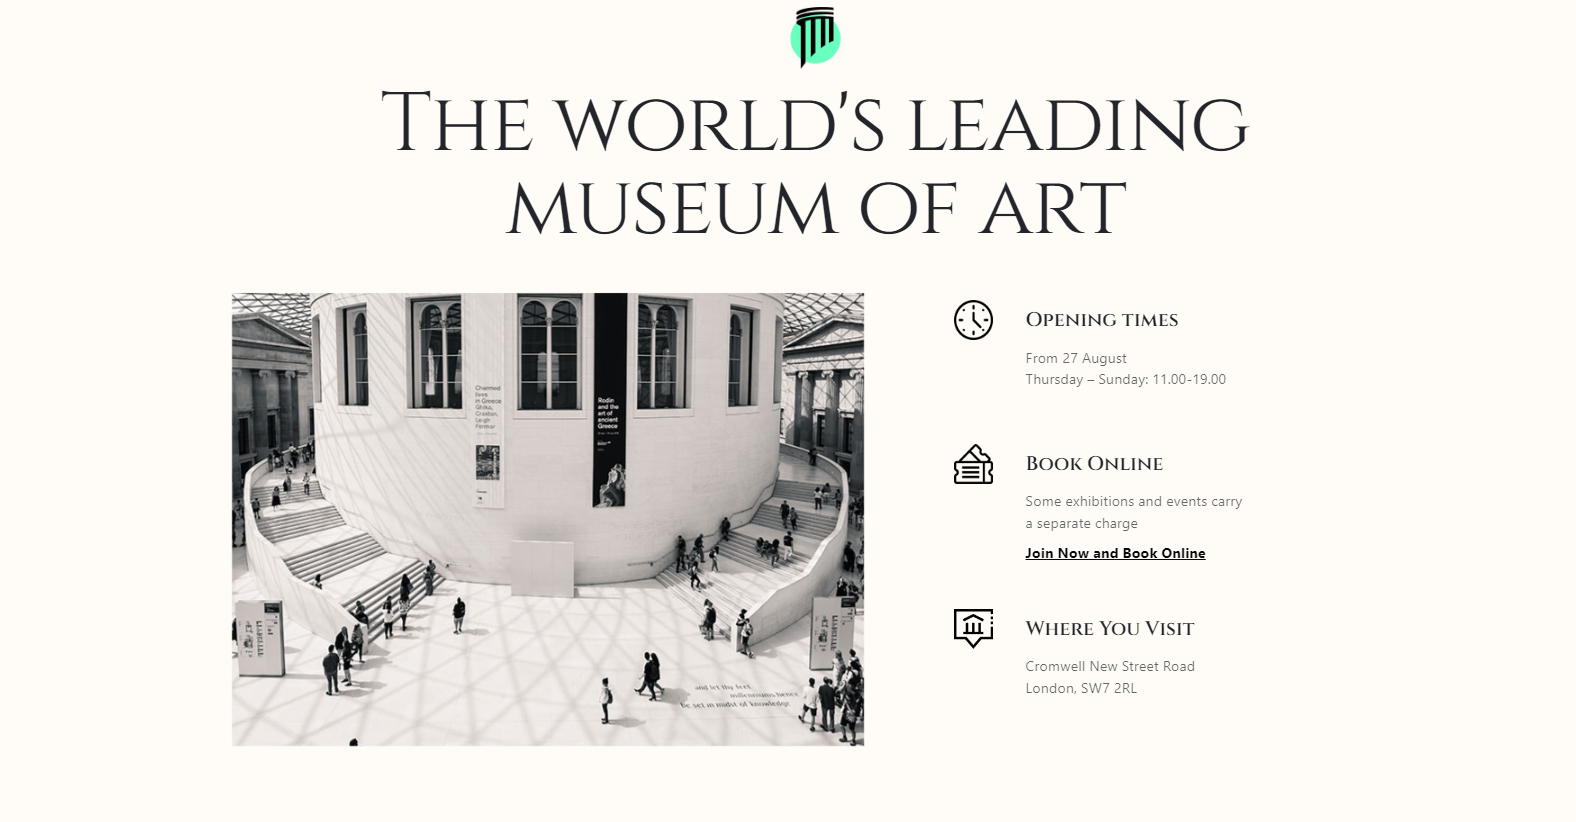 The world's leading
museum of art
Charmed
lives
in Greece
Ghika,
Craxton,
Leigh
Fermor
Rodin
and the
art of
ancient
Greece
and let thy feet
millenniums hence
be set in midst of knowledge
Opening times
From 27 August
Thursday – Sunday: 11.00-19.00
Book Online
Some exhibitions and events carry
a separate charge
Join Now and Book Online
Where You Visit
Cromwell New Street Road
London, SW7 2RL